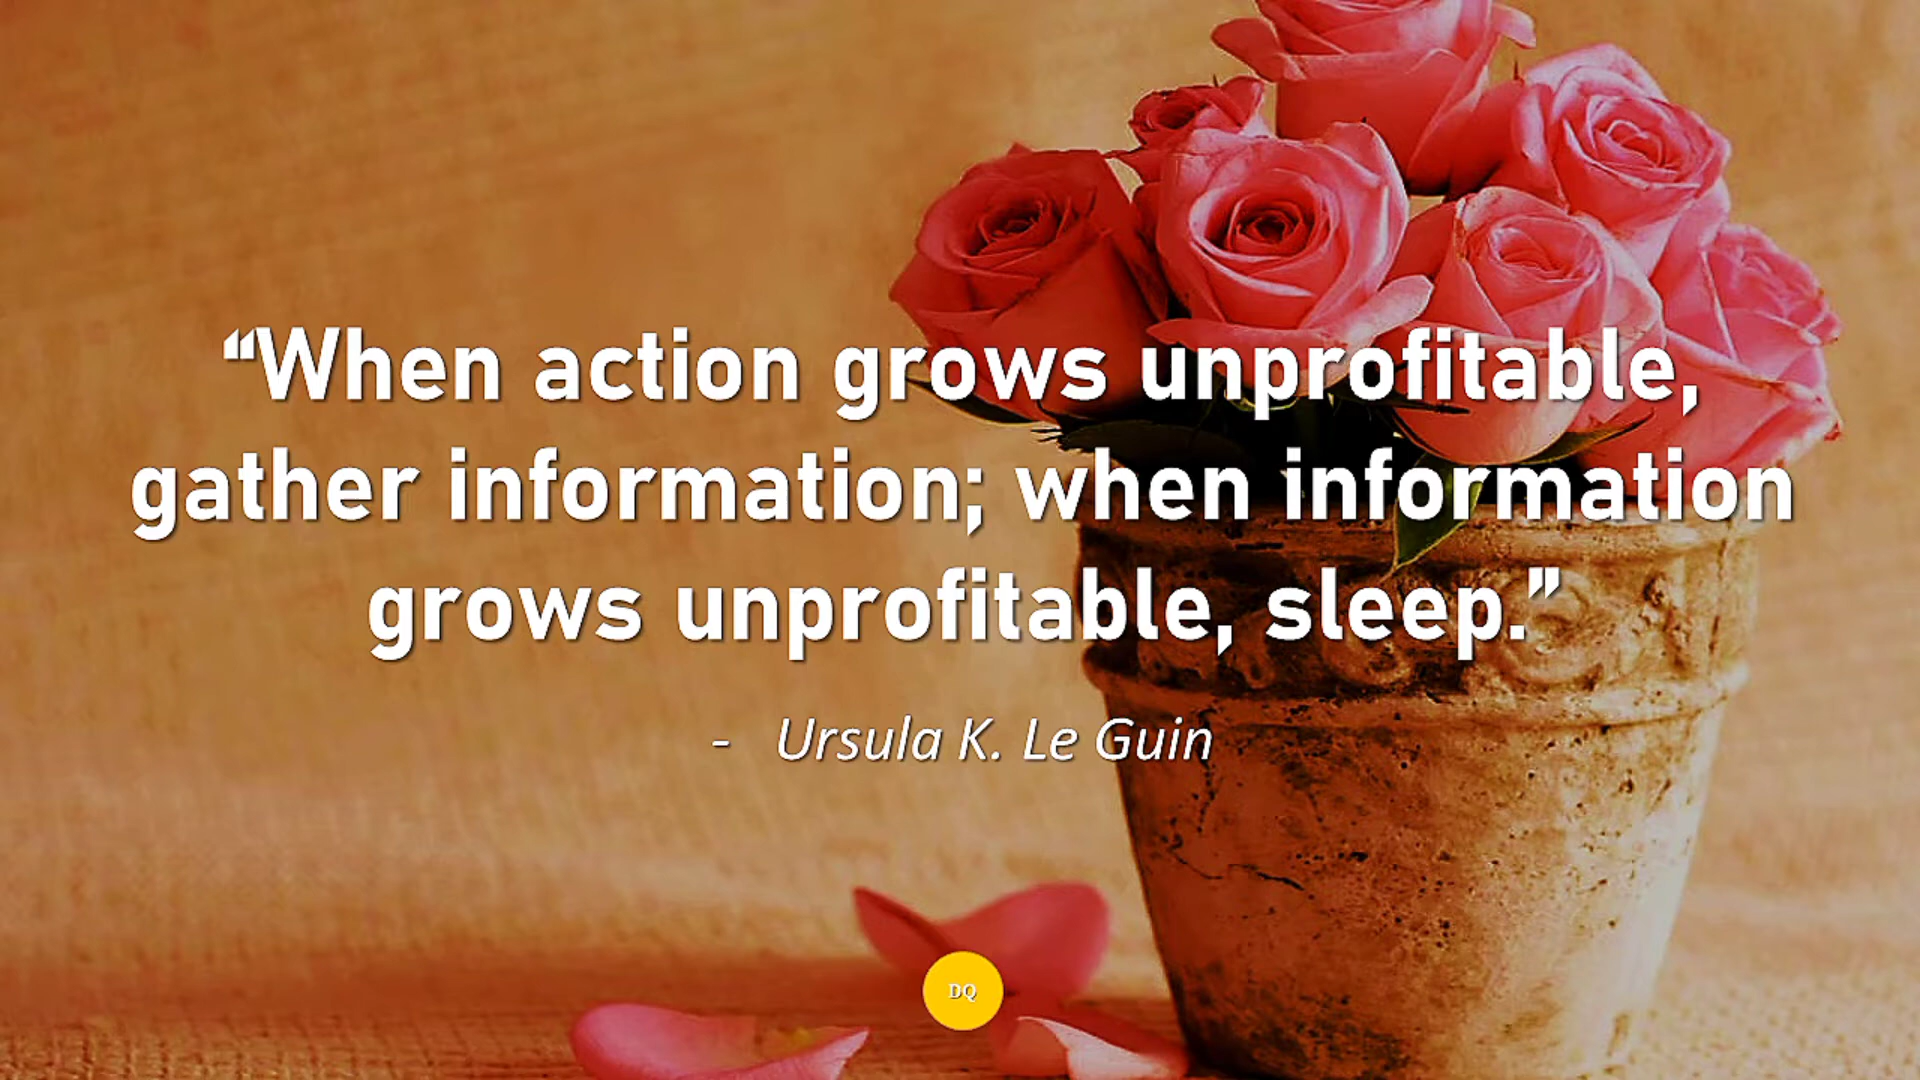 “When action grows unprofitable,
gather information; when information
grows unprofitable, sleep.”
- Ursula K. Le Guin
DQ